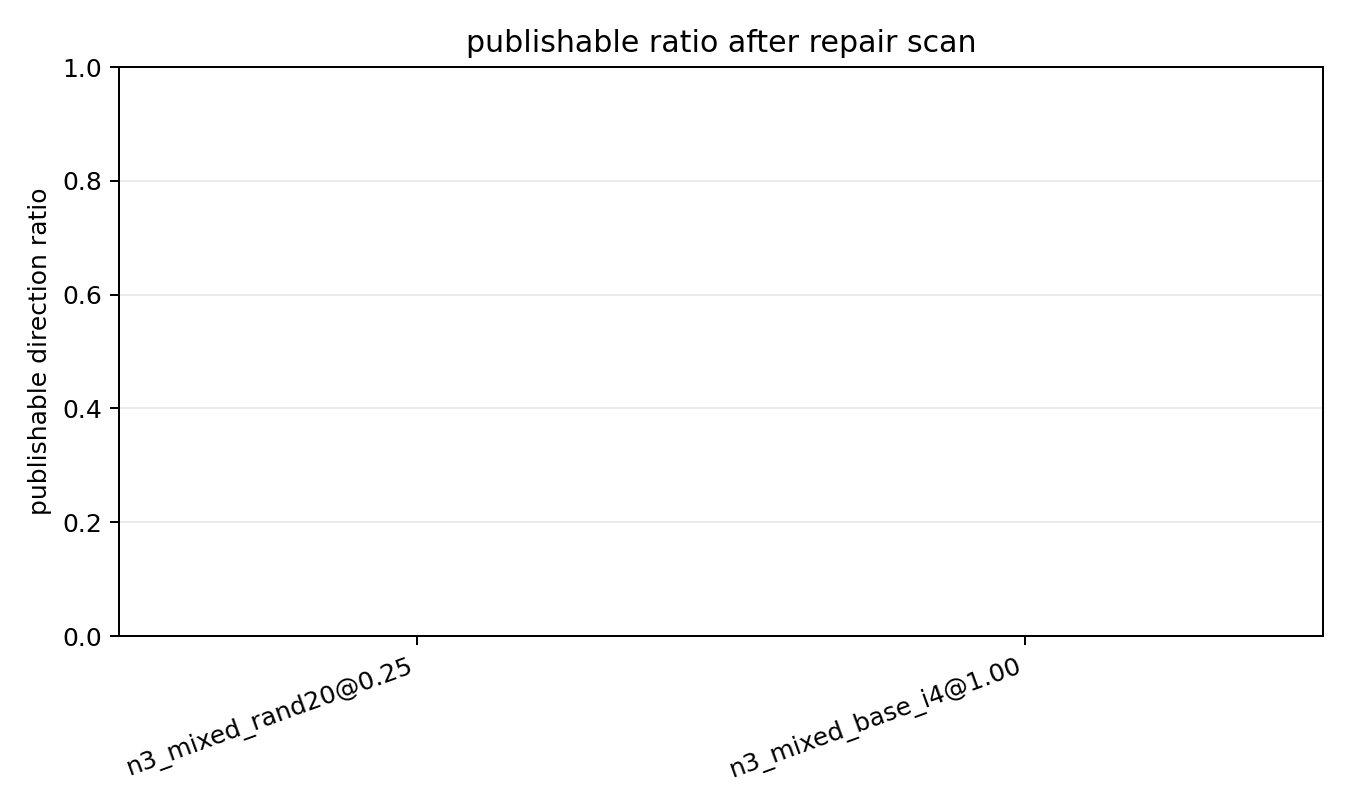 publishable ratio after repair scan
publishable direction ratio
1.0
0.8
0.6
0.4
0.2
0.0
n3_mixed_rand20@0.25
n3_mixed_base_i4@1.00